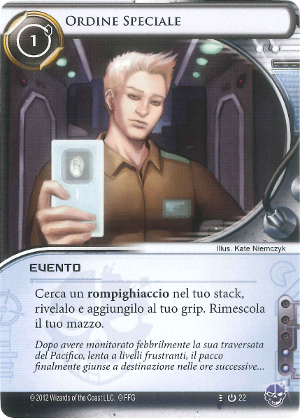 Ordine Speciale
1
Illus. Kate Niemczyk
EVENTO
Cerca un rompighiaccio nel tuo stack,
rivelalo e aggiungilo al tuo grip. Rimescola
il tuo mazzo.
Dopo avere monitorato febbrilmente la sua traversata
del Pacifico, lenta a livelli frustranti, il pacco
finalmente giunse a destinazione nelle ore successive...
©2012 Wizards of the Coast LLC. ©FFG
22